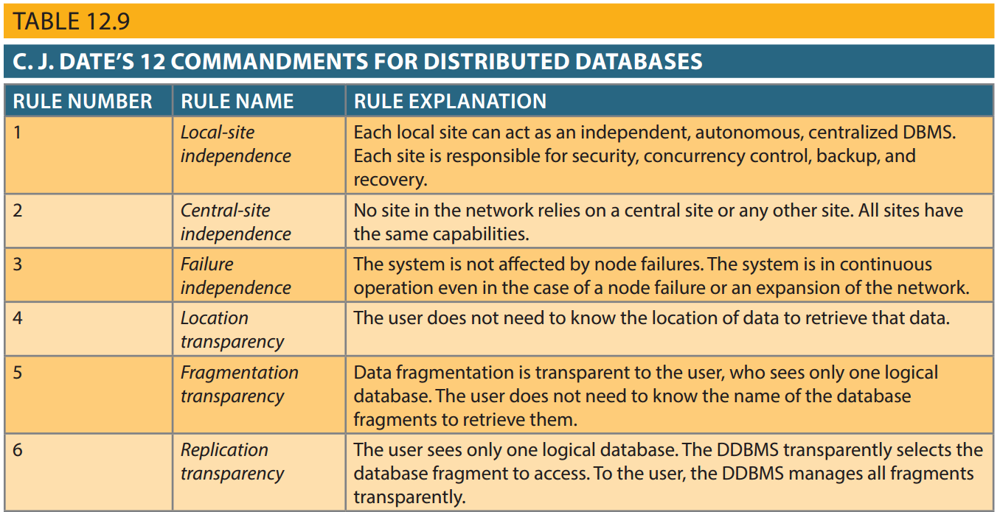 TABLE 12.9
C. J. DATE’S 12 COMMANDMENTS FOR DISTRIBUTED DATABASES
RULE NUMBER RULE NAME RULE EXPLANATION
1 Local-site Each local site can act as an independent, autonomous, centralized DBMS.
independence Each site is responsible for security, concurrency control, backup, and
recovery.
2 Central-site No site in the network relies on a central site or any other site. All sites have
independence the same capabilities.
3 Failure The system is not affected by node failures. The system is in continuous
independence operation even in the case of a node failure or an expansion of the network.
4 Location The user does not need to know the location of data to retrieve that data.
transparency
5 Fragmentation Data fragmentation is transparent to the user, who sees only one logical
transparency database. The user does not need to know the name of the database
fragments to retrieve them.
6 Replication The user sees only one logical database. The DDBMS transparently selects the
transparency database fragment to access. To the user, the DDBMS manages all fragments
transparently.